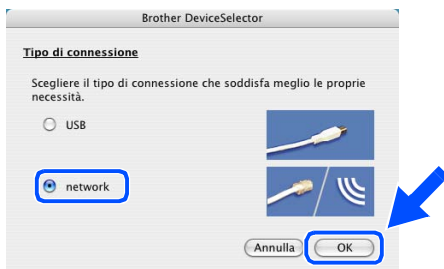 Brother DeviceSelector
Tipo di connessione
Scegliere il tipo di connessione che soddisfa meglio le proprie
necessità.
USB
network
Annulla OK